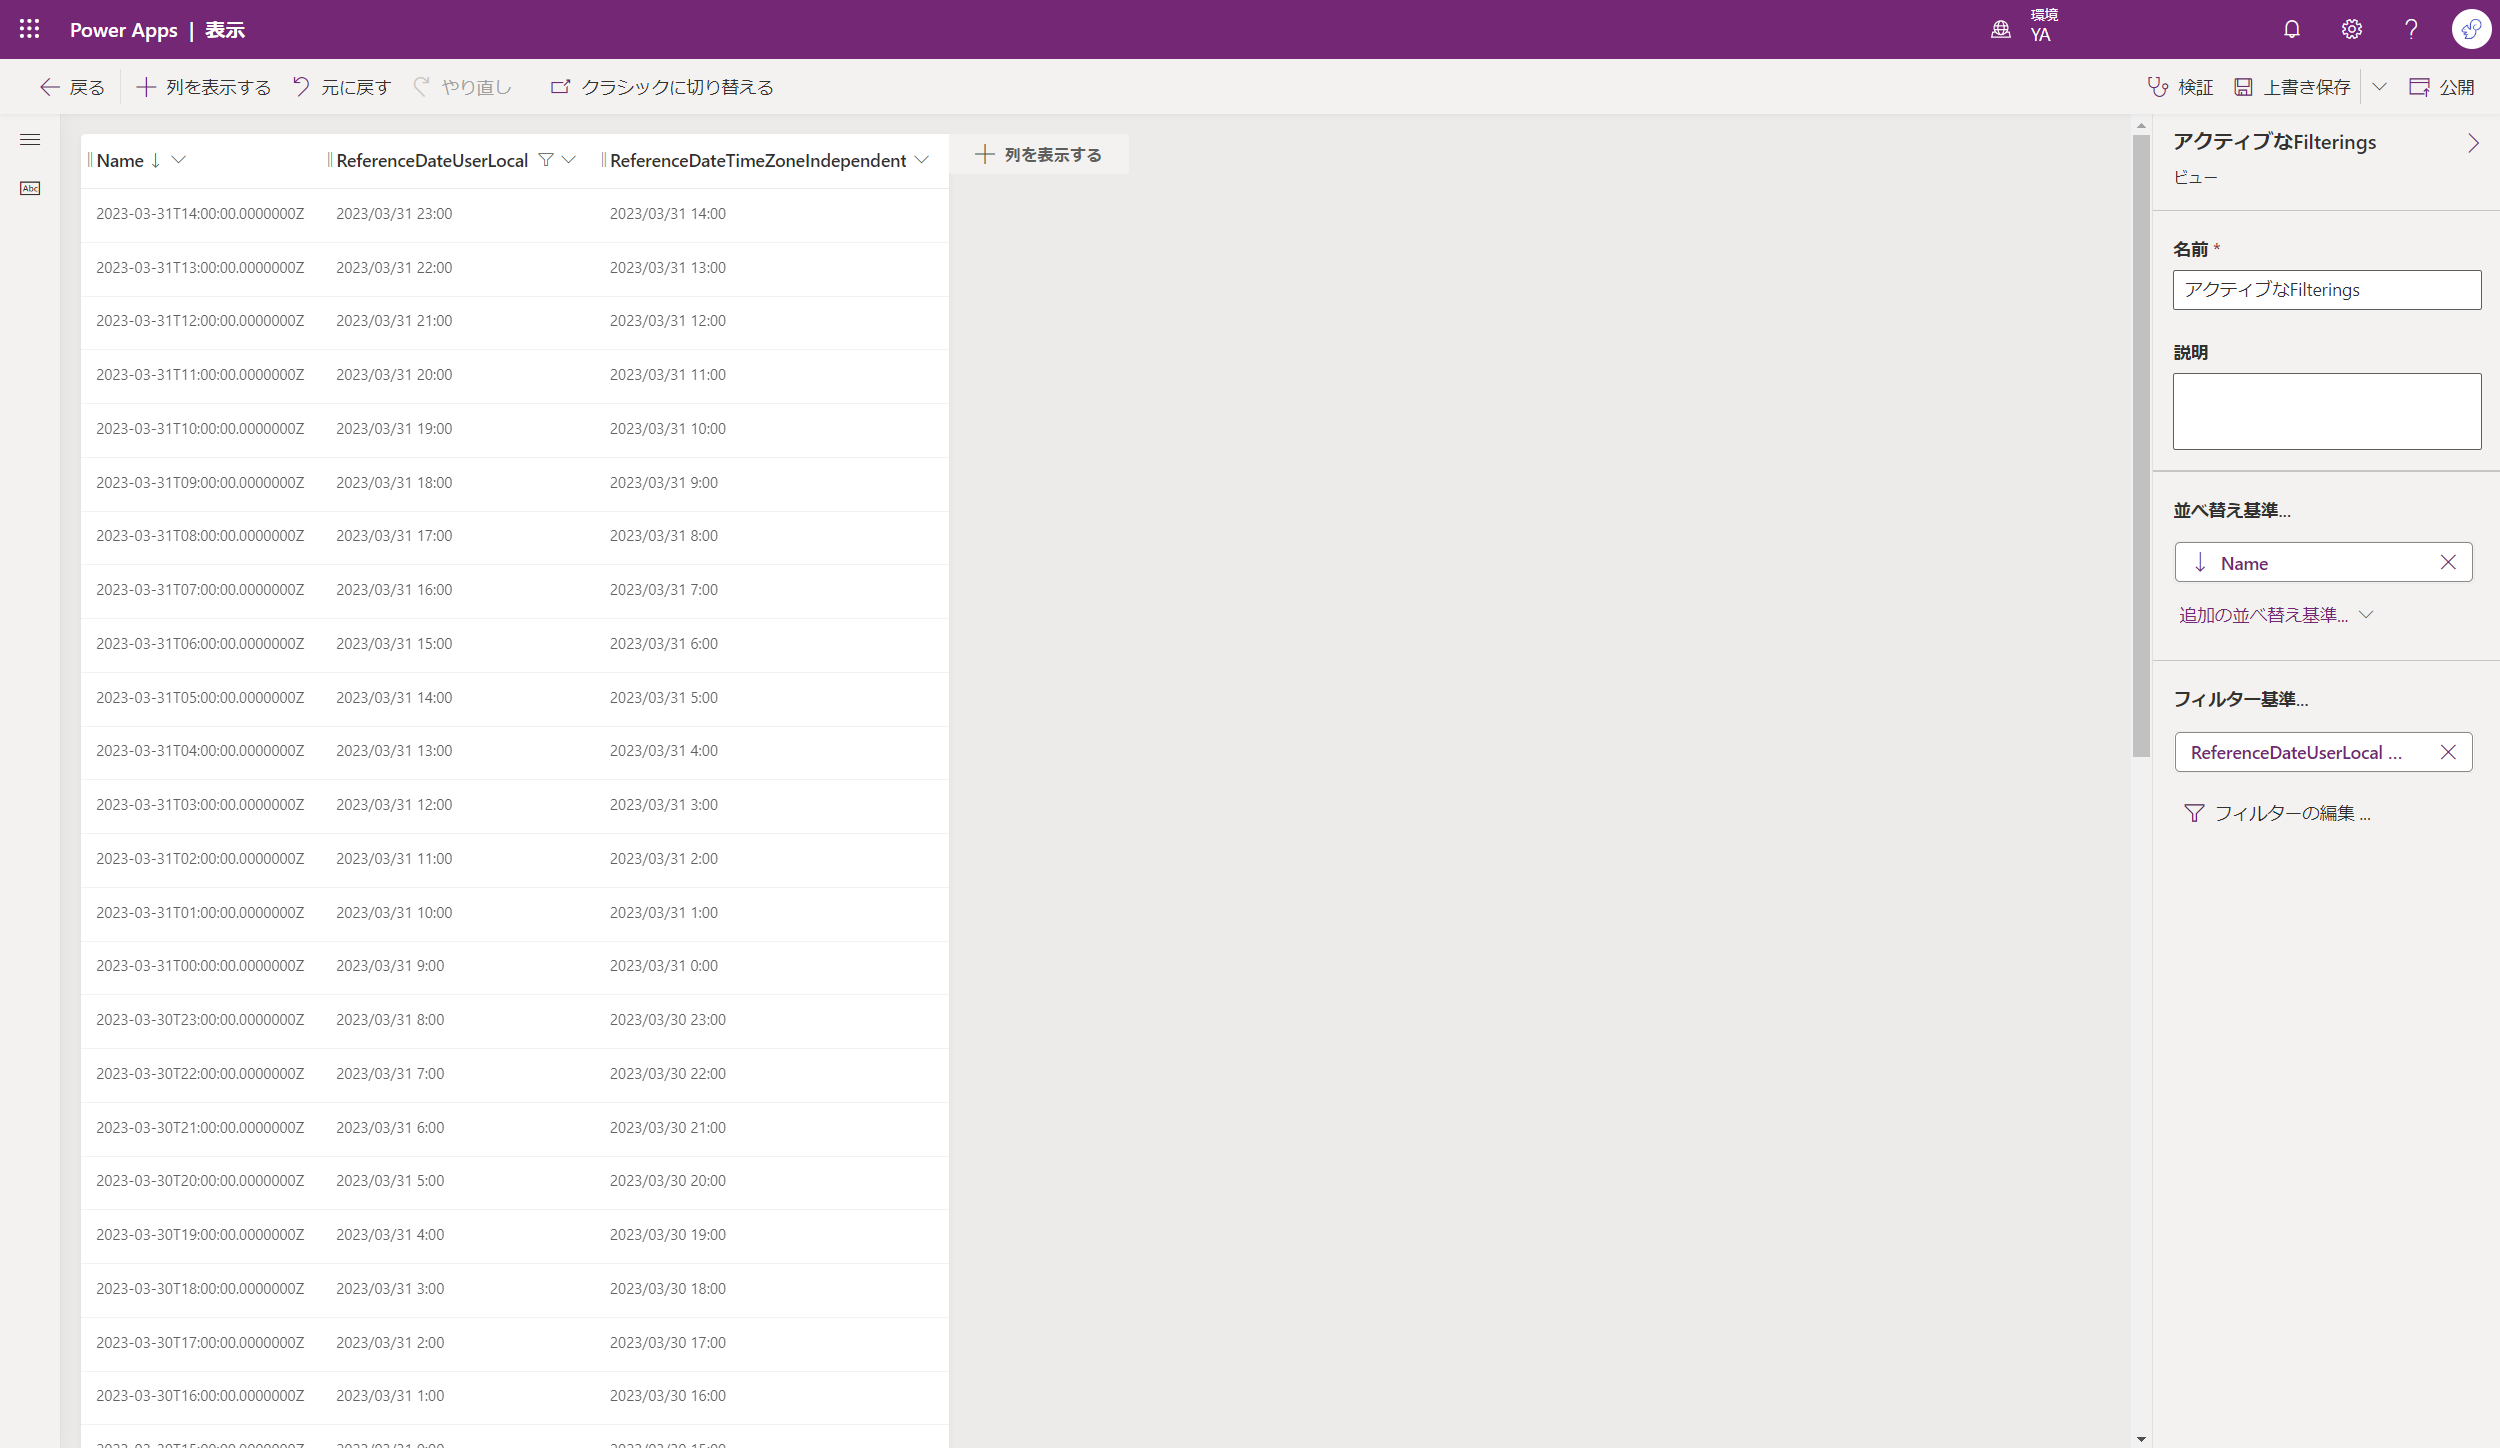 Power Apps | 表示
環境
YA
戻る
列を表示する
元に戻す
やり直し
クラシックに切り替える
検証
上書き保存
公開
Abc
Name ReferenceDateUserLocal ReferenceDateTimeZoneIndependent
列を表示する
2023-03-31T14:00:00.0000000Z 2023/03/31 23:00 2023/03/31 14:00
2023-03-31T13:00:00.0000000Z 2023/03/31 22:00 2023/03/31 13:00
2023-03-31T12:00:00.0000000Z 2023/03/31 21:00 2023/03/31 12:00
2023-03-31T11:00:00.0000000Z 2023/03/31 20:00 2023/03/31 11:00
2023-03-31T10:00:00.0000000Z 2023/03/31 19:00 2023/03/31 10:00
2023-03-31T09:00:00.0000000Z 2023/03/31 18:00 2023/03/31 9:00
2023-03-31T08:00:00.0000000Z 2023/03/31 17:00 2023/03/31 8:00
2023-03-31T07:00:00.0000000Z 2023/03/31 16:00 2023/03/31 7:00
2023-03-31T06:00:00.0000000Z 2023/03/31 15:00 2023/03/31 6:00
2023-03-31T05:00:00.0000000Z 2023/03/31 14:00 2023/03/31 5:00
2023-03-31T04:00:00.0000000Z 2023/03/31 13:00 2023/03/31 4:00
2023-03-31T03:00:00.0000000Z 2023/03/31 12:00 2023/03/31 3:00
2023-03-31T02:00:00.0000000Z 2023/03/31 11:00 2023/03/31 2:00
2023-03-31T01:00:00.0000000Z 2023/03/31 10:00 2023/03/31 1:00
2023-03-31T00:00:00.0000000Z 2023/03/31 9:00 2023/03/31 0:00
2023-03-30T23:00:00.0000000Z 2023/03/31 8:00 2023/03/30 23:00
2023-03-30T22:00:00.0000000Z 2023/03/31 7:00 2023/03/30 22:00
2023-03-30T21:00:00.0000000Z 2023/03/31 6:00 2023/03/30 21:00
2023-03-30T20:00:00.0000000Z 2023/03/31 5:00 2023/03/30 20:00
2023-03-30T19:00:00.0000000Z 2023/03/31 4:00 2023/03/30 19:00
2023-03-30T18:00:00.0000000Z 2023/03/31 3:00 2023/03/30 18:00
2023-03-30T17:00:00.0000000Z 2023/03/31 2:00 2023/03/30 17:00
2023-03-30T16:00:00.0000000Z 2023/03/31 1:00 2023/03/30 16:00
アクティブなFilterings
ビュー
名前 *
アクティブなFilterings
説明
並べ替え基準...
Name
追加の並べ替え基準...
フィルター基準...
ReferenceDateUserLocal ...
フィルターの編集 ...